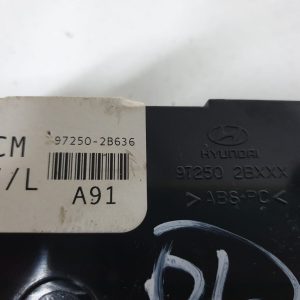 CM
97250-2B636
/L
A91
HYUNDAI
97250 2BXXX
>ABS+PC<